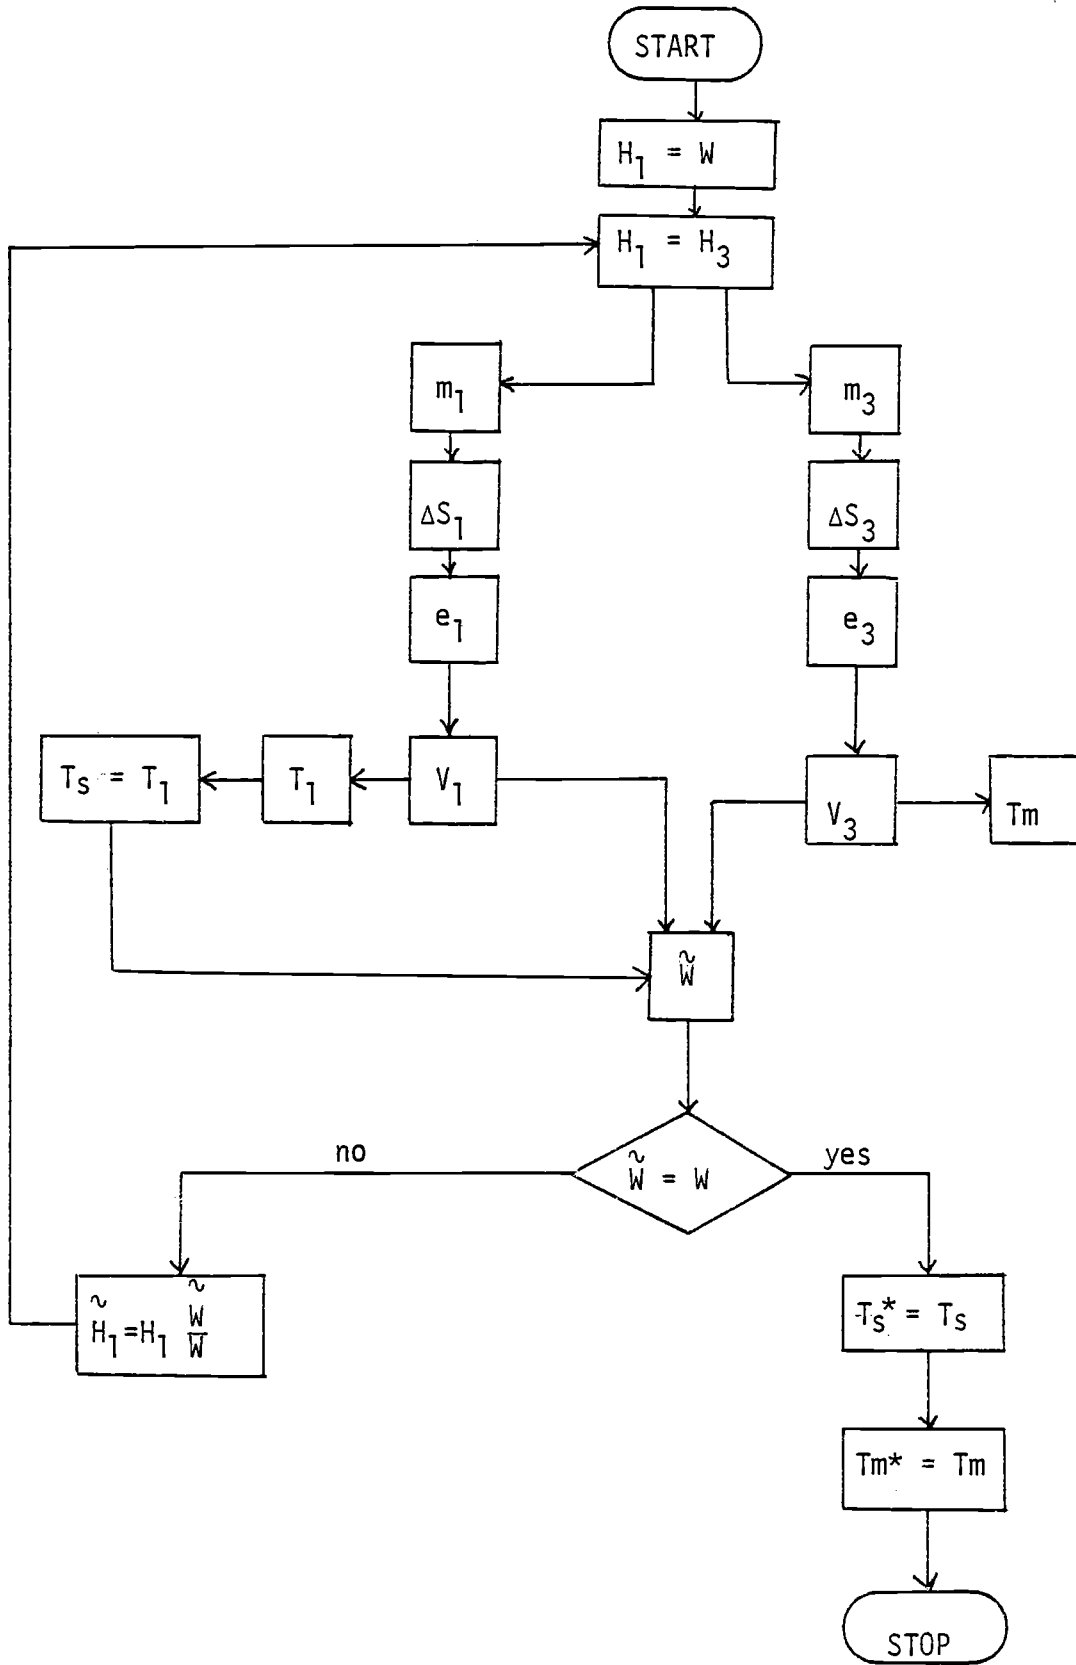 START
H₁ = W
H₁ = H₃
m₁
m₃
ΔS₁
ΔS₃
e₁
e₃
Ts = T₁
T₁
V₁
V₃
Tm
W̃
W̃ = W
no
yes
H̃₁=H₁ W̃/W
Ts* = Ts
Tm* = Tm
STOP